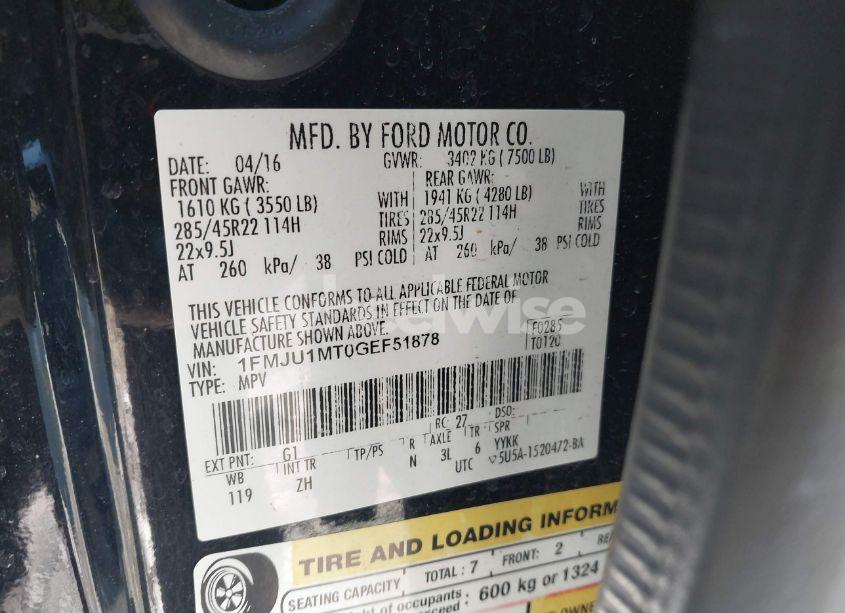 MFD. BY FORD MOTOR CO.
DATE: 04/16 GVWR: 3402 KG ( 7500 LB)
FRONT GAWR: REAR GAWR:
1610 KG ( 3550 LB) WITH 1941 KG ( 4280 LB) WITH
285/45R22 114H TIRES 285/45R22 114H TIRES
22x9.5J RIMS 22x9.5J RIMS
AT 260 kPa/ 38 PSI COLD AT 260 kPa/ 38 PSI COLD
THIS VEHICLE CONFORMS TO ALL APPLICABLE FEDERAL MOTOR
VEHICLE SAFETY STANDARDS IN EFFECT ON THE DATE OF
MANUFACTURE SHOWN ABOVE.
VIN: 1FMJU1MT0GEF51878
TYPE: MPV
F0285
T0120
RC: 27 DSO:
EXT PNT: G1 TP/PS R AXLE TR SPR
WB INT TR N 3L 6 YYKK
119 ZH UTC ▽5U5A-1520472-BA
TIRE AND LOADING INFORM
SEATING CAPACITY TOTAL: 7 FRONT: 2
ght of occupants 600 kg or 1324
exceed
OWNE